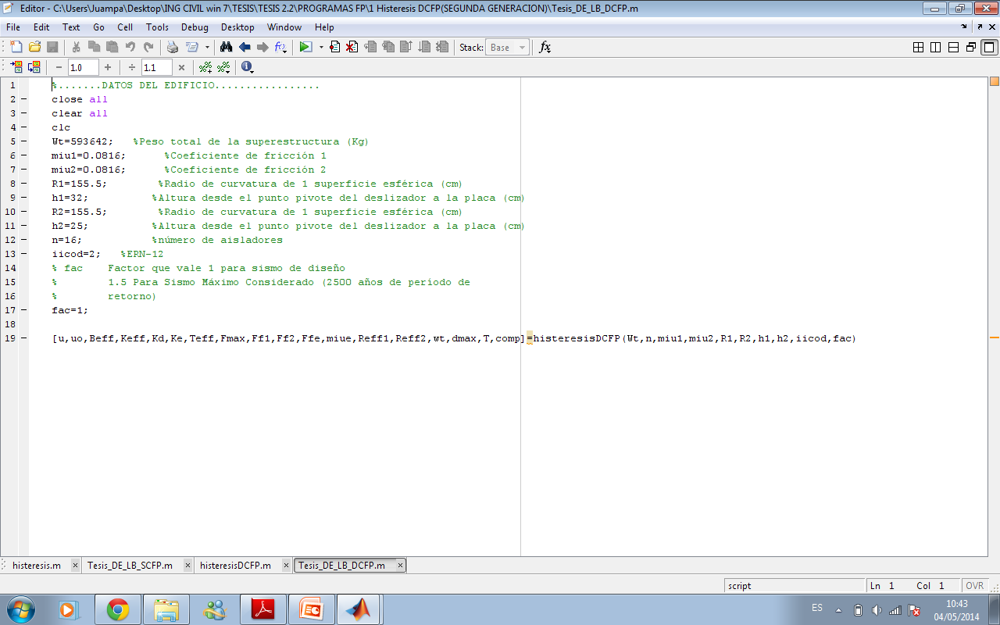 Editor - C:\Users\Juampa\Desktop\ING CIVIL win 7\TESIS\TESIS 2.2\PROGRAMAS FP\1 Histeresis DCFP(SEGUNDA GENERACION)\Tesis_DE_LB_DCFP.m
File Edit Text Go Cell Tools Debug Desktop Window Help
Stack: Base fx
− 1.0 + ÷ 1.1 ×
1 %.......DATOS DEL EDIFICIO.................
2 – close all
3 – clear all
4 – clc
5 – Wt=593642; %Peso total de la superestructura (Kg)
6 – miu1=0.0816; %Coeficiente de fricción 1
7 – miu2=0.0816; %Coeficiente de fricción 2
8 – R1=155.5; %Radio de curvatura de 1 superficie esférica (cm)
9 – h1=32; %Altura desde el punto pivote del deslizador a la placa (cm)
10 – R2=155.5; %Radio de curvatura de 1 superficie esférica (cm)
11 – h2=25; %Altura desde el punto pivote del deslizador a la placa (cm)
12 – n=16; %número de aisladores
13 – iicod=2; %ERN-12
14 % fac Factor que vale 1 para sismo de diseño
15 % 1.5 Para Sismo Máximo Considerado (2500 años de período de
16 % retorno)
17 – fac=1;
18
19 – [u,uo,Beff,Keff,Kd,Ke,Teff,Fmax,Ff1,Ff2,Ffe,miue,Reff1,Reff2,wt,dmax,T,comp]=histeresisDCFP(Wt,n,miu1,miu2,R1,R2,h1,h2,iicod,fac)
histeresis.m × Tesis_DE_LB_SCFP.m × histeresisDCFP.m × Tesis_DE_LB_DCFP.m ×
script Ln 1 Col 1 OVR
ES 10:43
04/05/2014